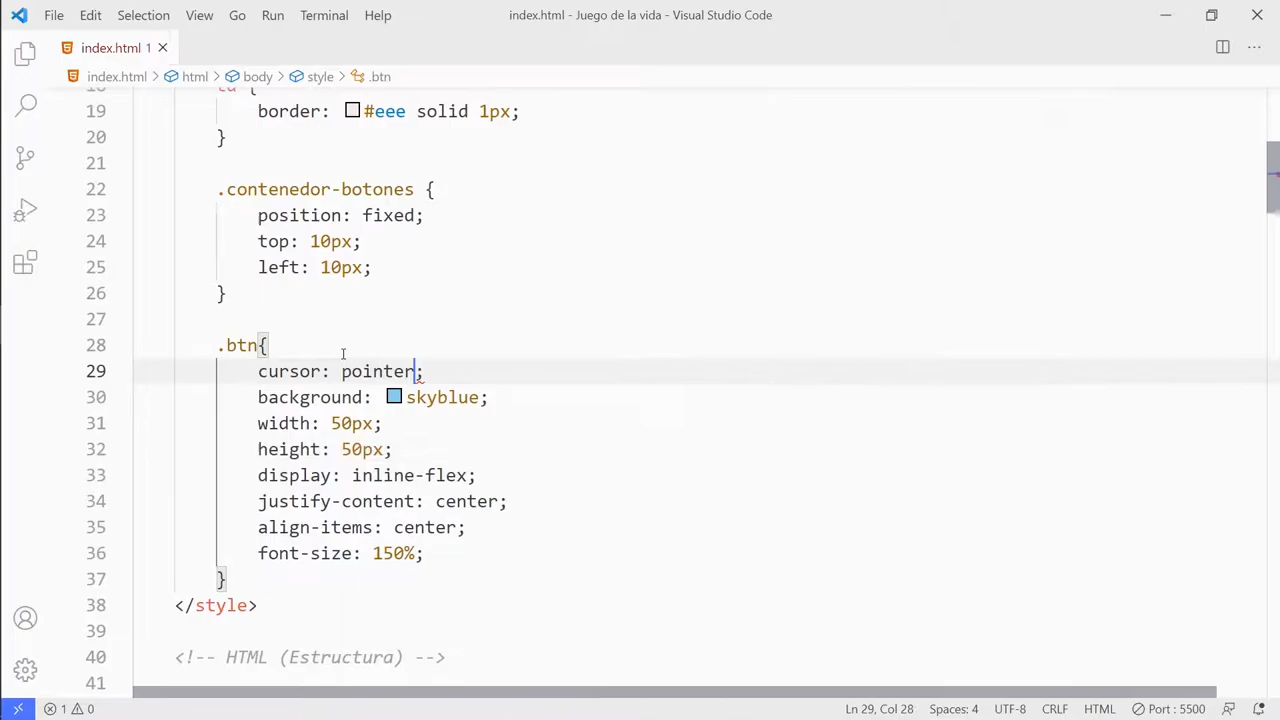 File Edit Selection View Go Run Terminal Help index.html - Juego de la vida - Visual Studio Code
index.html 1
index.html > html > body > style > .btn
18 td {
19 border: #eee solid 1px;
20 }
21
22 .contenedor-botones {
23 position: fixed;
24 top: 10px;
25 left: 10px;
26 }
27
28 .btn{
29 cursor: pointer;
30 background: skyblue;
31 width: 50px;
32 height: 50px;
33 display: inline-flex;
34 justify-content: center;
35 align-items: center;
36 font-size: 150%;
37 }
38 </style>
39
40 <!-- HTML (Estructura) -->
41
1 0 Ln 29, Col 28 Spaces: 4 UTF-8 CRLF HTML Port : 5500